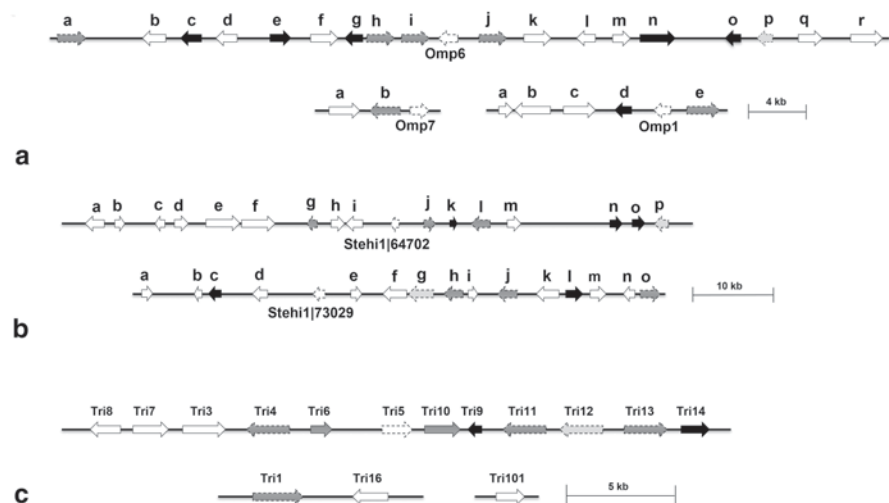 a b c d e f g h i j k l m n o p q r
Omp6
a b a b c d e
Omp7 Omp1 4 kb
a
a b c d e f g h i j k l m n o p
Stehi1|64702
a b c d e f g h i j k l m n o
Stehi1|73029 10 kb
b
Tri8 Tri7 Tri3 Tri4 Tri6 Tri5 Tri10 Tri9 Tri11 Tri12 Tri13 Tri14
Tri1 Tri16 Tri101
c 5 kb